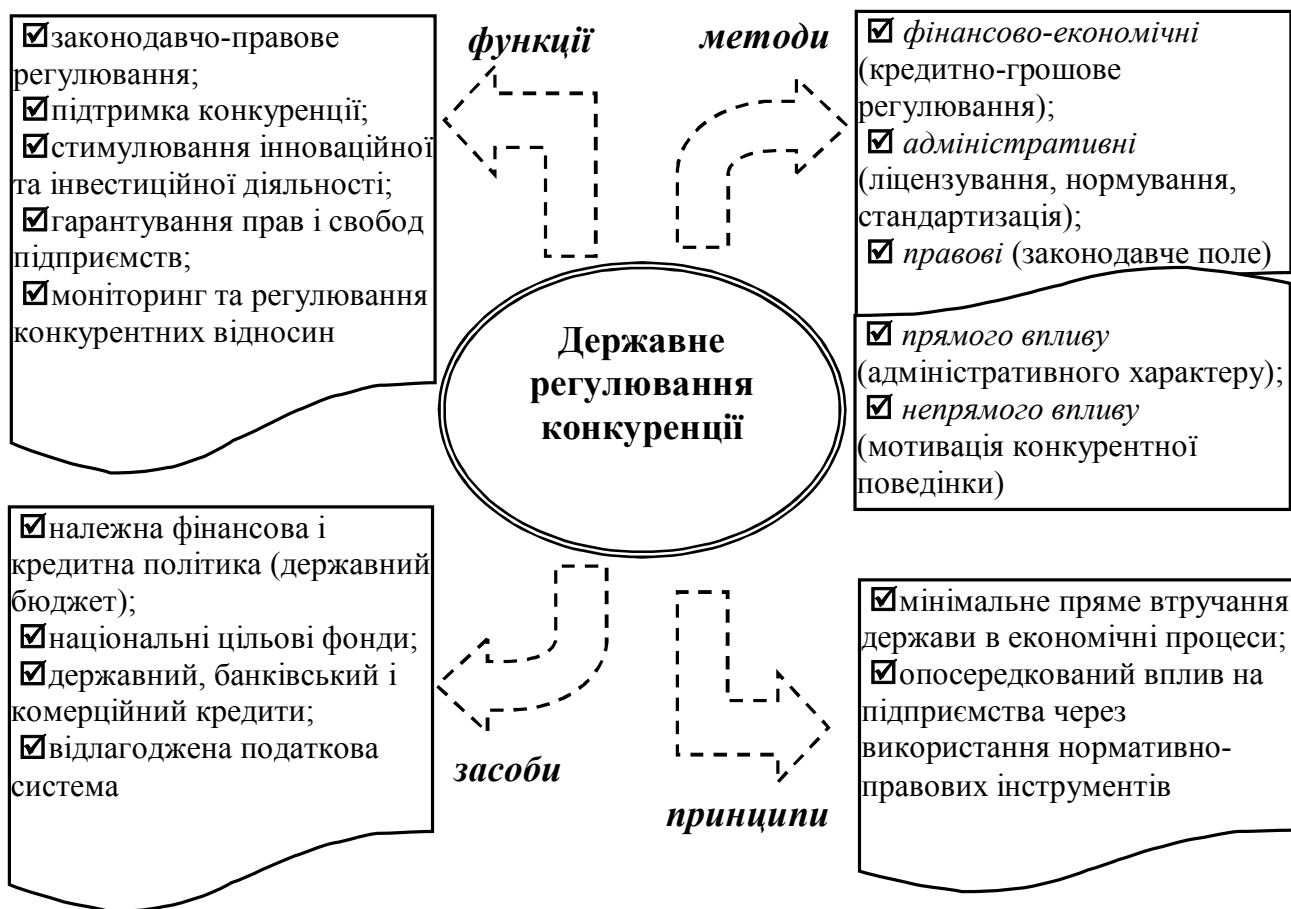 функції
☑законодавчо-правове
регулювання;
☑підтримка конкуренції;
☑стимулювання інноваційної
та інвестиційної діяльності;
☑гарантування прав і свобод
підприємств;
☑моніторинг та регулювання
конкурентних відносин
методи
☑ фінансово-економічні
(кредитно-грошове
регулювання);
☑ адміністративні
(ліцензування, нормування,
стандартизація);
☑ правові (законодавче поле)
☑ прямого впливу
(адміністративного характеру);
☑ непрямого впливу
(мотивація конкурентної
поведінки)
Державне
регулювання
конкуренції
☑належна фінансова і
кредитна політика (державний
бюджет);
☑національні цільові фонди;
☑державний, банківський і
комерційний кредити;
☑відлагоджена податкова
система
засоби
принципи
☑мінімальне пряме втручання
держави в економічні процеси;
☑опосередкований вплив на
підприємства через
використання нормативно-
правових інструментів